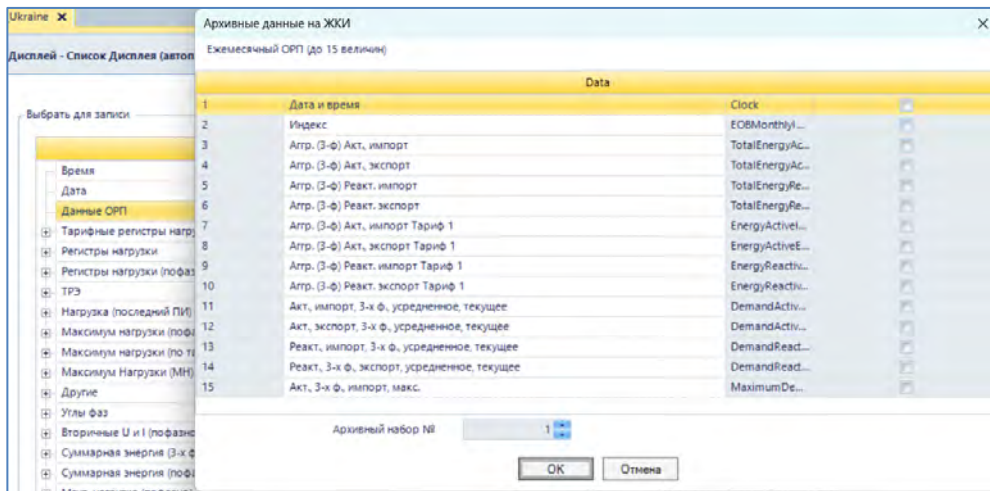 Ukraine X
Архивные данные на ЖКИ
Дисплей - Список Дисплея (автоп
Ежемесячный ОРП (до 15 величин)
Выбрать для записи
Время
Дата
Данные ОРП
Тарифные регистры нагру
Регистры нагрузки
Регистры нагрузки (пофаз
ТРЭ
Нагрузка (последний ПИ)
Максимум нагрузки (пофа
Максимум нагрузки (по та
Максимум Нагрузки (МН)
Другие
Углы фаз
Вторичные U и I (пофазно
Суммарная энергия (3-х ф
Суммарная энергия (пофа
Data
1 Дата и время Clock
2 Индекс EOBMonthlyI...
3 Аггр. (3-ф) Акт., импорт TotalEnergyAc...
4 Аггр. (3-ф) Акт., экспорт TotalEnergyAc...
5 Аггр. (3-ф) Реакт. импорт TotalEnergyRe...
6 Аггр. (3-ф) Реакт. экспорт TotalEnergyRe...
7 Аггр. (3-ф) Акт., импорт Тариф 1 EnergyActiveI...
8 Аггр. (3-ф) Акт., экспорт Тариф 1 EnergyActiveE...
9 Аггр. (3-ф) Реакт. импорт Тариф 1 EnergyReactiv...
10 Аггр. (3-ф) Реакт. экспорт Тариф 1 EnergyReactiv...
11 Акт., импорт, 3-х ф., усредненное, текущее DemandActiv...
12 Акт., экспорт, 3-х ф., усредненное, текущее DemandActiv...
13 Реакт., импорт, 3-х ф., усредненное, текущее DemandReact...
14 Реакт., 3-х ф., экспорт, усредненное, текущее DemandReact...
15 Акт., 3-х ф., импорт, макс. MaximumDe...
Архивный набор № 1
OK Отмена